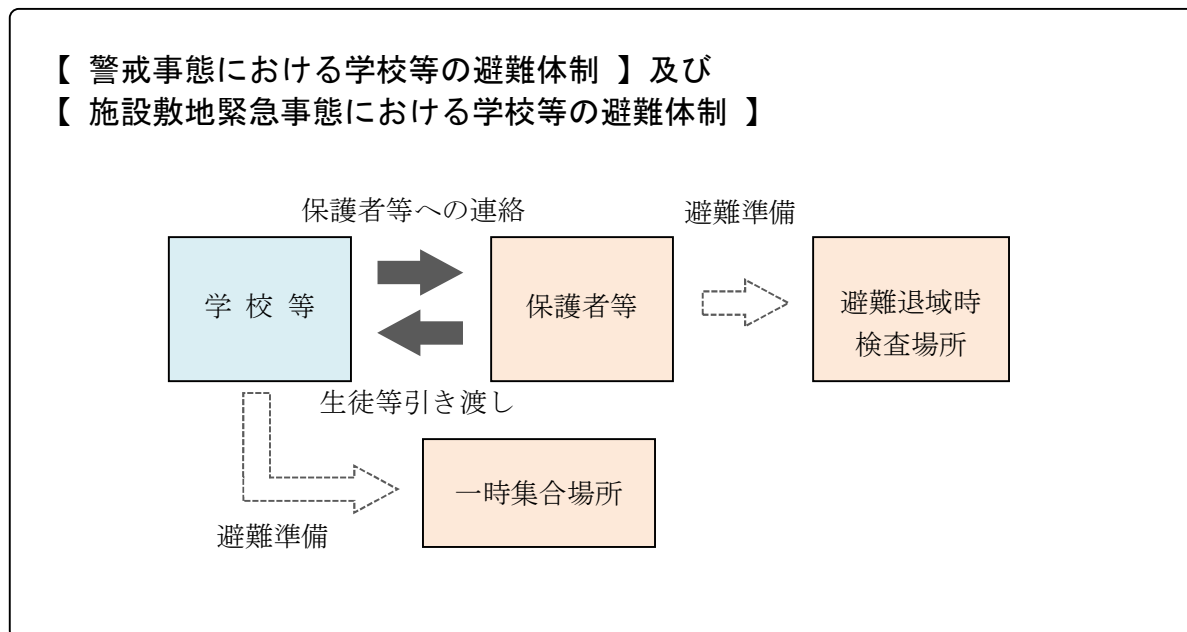 【 警戒事態における学校等の避難体制 】及び
【 施設敷地緊急事態における学校等の避難体制 】
保護者等への連絡
避難準備
学 校 等
保護者等
避難退域時
検査場所
生徒等引き渡し
一時集合場所
避難準備